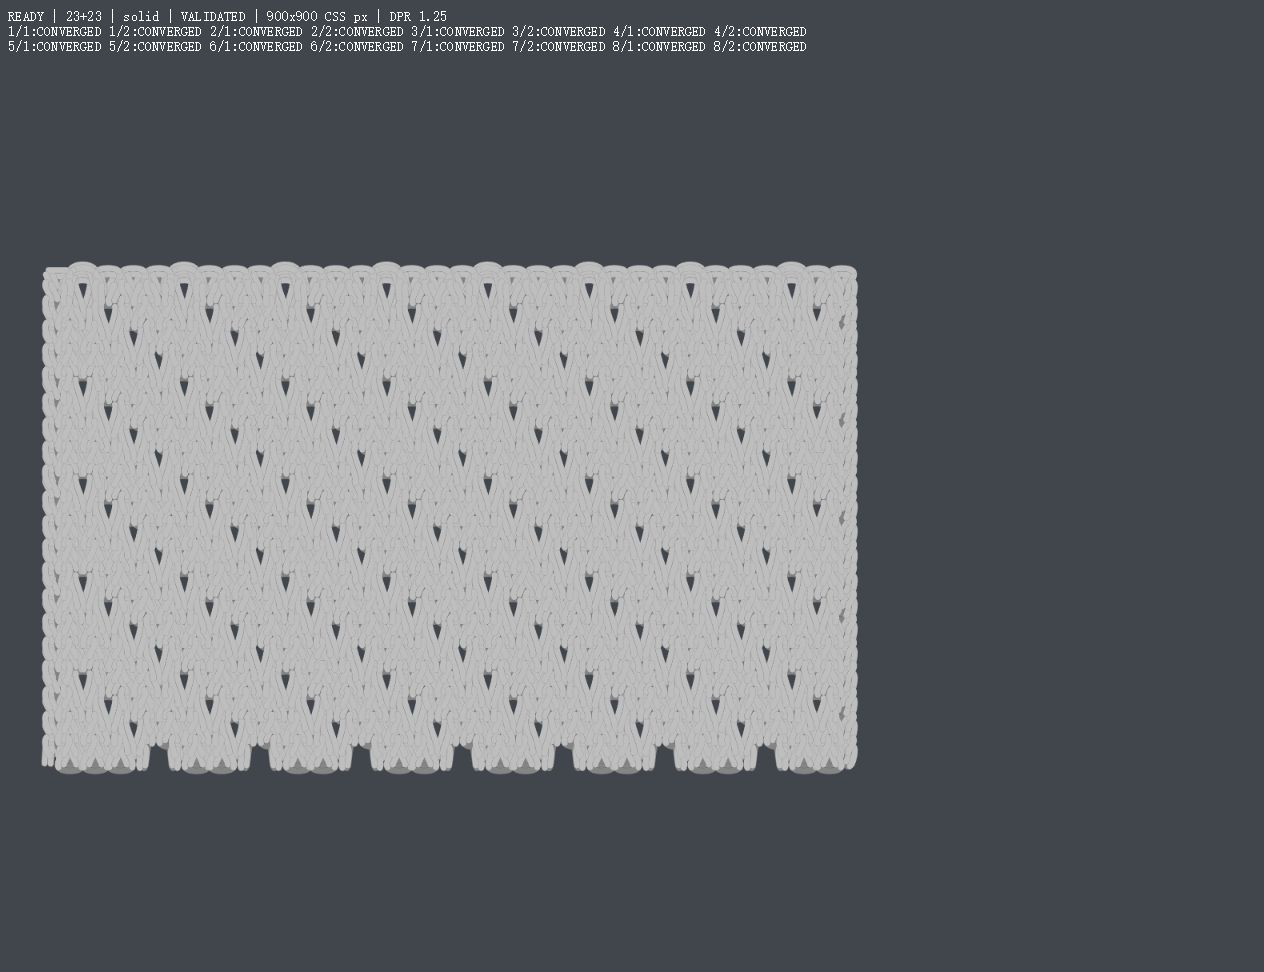 READY | 23+23 | solid | VALIDATED | 900x900 CSS px | DPR 1.25
1/1:CONVERGED 1/2:CONVERGED 2/1:CONVERGED 2/2:CONVERGED 3/1:CONVERGED 3/2:CONVERGED 4/1:CONVERGED 4/2:CONVERGED
5/1:CONVERGED 5/2:CONVERGED 6/1:CONVERGED 6/2:CONVERGED 7/1:CONVERGED 7/2:CONVERGED 8/1:CONVERGED 8/2:CONVERGED